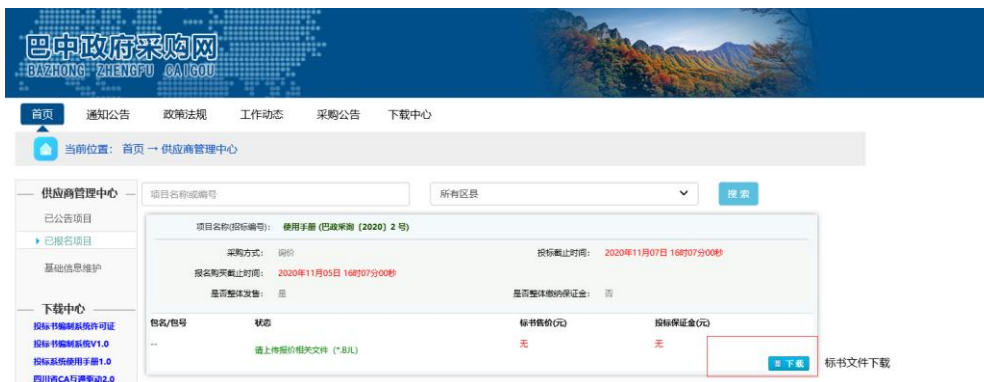 巴中政府采购网
BAZHONG ZHENGFU CAIGOU
首页 通知公告 政策法规 工作动态 采购公告 下载中心
当前位置: 首页 → 供应商管理中心
供应商管理中心
已公告项目
已报名项目
基础信息维护
下载中心
投标书编制系统许可证
投标书编制系统V1.0
投标系统使用手册1.0
四川省CA互通驱动2.0
项目名称或编号 所有区县 搜索
项目名称(招标编号): 使用手册 (巴政采询 (2020) 2 号)
采购方式: 询价 投标截止时间: 2020年11月07日 16时07分00秒
报名购买截止时间: 2020年11月05日 16时07分00秒
是否整体发售: 是 是否整体缴纳保证金: 否
包名/包号 状态 标书售价(元) 投标保证金(元)
-- 请上传报价相关文件 (*.BJL) 无 无
下载
标书文件下载